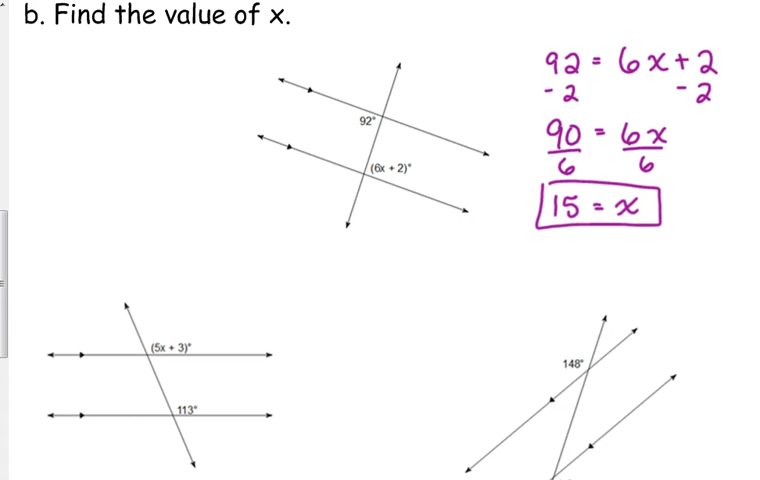 b. Find the value of x.
92°
(6x + 2)°
92 = 6x + 2
- 2 - 2
90 = 6x
6 6
15 = x
(5x + 3)°
113°
148°